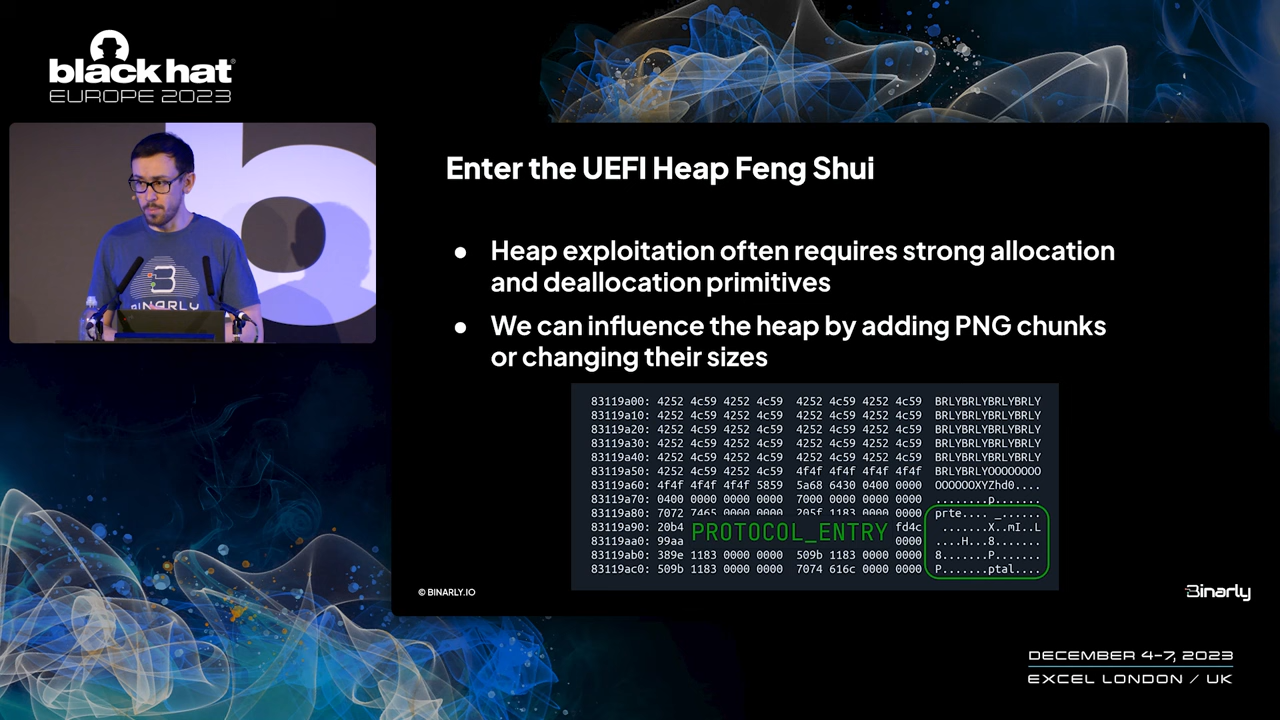 black hat
EUROPE 2023
BINARLY
Enter the UEFI Heap Feng Shui
● Heap exploitation often requires strong allocation
and deallocation primitives
● We can influence the heap by adding PNG chunks
or changing their sizes
83119a00: 4252 4c59 4252 4c59 4252 4c59 4252 4c59 BRLYBRLYBRLYBRLY
83119a10: 4252 4c59 4252 4c59 4252 4c59 4252 4c59 BRLYBRLYBRLYBRLY
83119a20: 4252 4c59 4252 4c59 4252 4c59 4252 4c59 BRLYBRLYBRLYBRLY
83119a30: 4252 4c59 4252 4c59 4252 4c59 4252 4c59 BRLYBRLYBRLYBRLY
83119a40: 4252 4c59 4252 4c59 4252 4c59 4252 4c59 BRLYBRLYBRLYBRLY
83119a50: 4252 4c59 4252 4c59 4f4f 4f4f 4f4f 4f4f BRLYBRLYOOOOOOOO
83119a60: 4f4f 4f4f 4f4f 5859 5a68 6430 0400 0000 OOOOOOXYZhd0....
83119a70: 0400 0000 0000 0000 7000 0000 0000 0000 ........p.......
83119a80: 7072 7465 0000 0000 205f 1183 0000 0000 prte.... _......
83119a90: 20b4 PROTOCOL_ENTRY fd4c .......X..mI..L
83119aa0: 99aa 0000 ....H...8.......
83119ab0: 389e 1183 0000 0000 509b 1183 0000 0000 8.......P.......
83119ac0: 509b 1183 0000 0000 7074 616c 0000 0000 P.......ptal....
© BINARLY.IO
Binarly
DECEMBER 4-7, 2023
EXCEL LONDON / UK